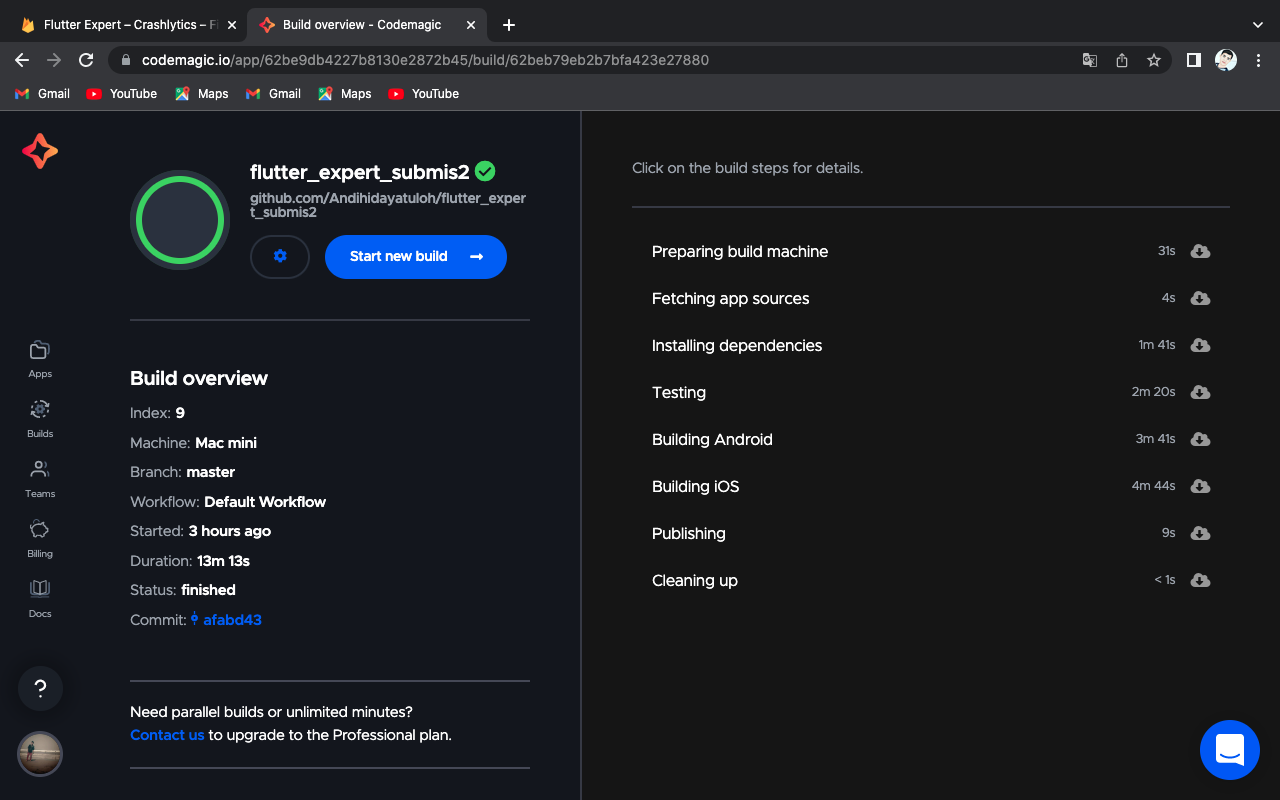 Flutter Expert – Crashlytics – Fi
Build overview - Codemagic
codemagic.io/app/62be9db4227b8130e2872b45/build/62beb79eb2b7bfa423e27880
Gmail
YouTube
Maps
Gmail
Maps
YouTube
flutter_expert_submis2
github.com/Andihidayatuloh/flutter_exper
t_submis2
Start new build
Apps
Builds
Teams
Billing
Docs
?
Build overview
Index: 9
Machine: Mac mini
Branch: master
Workflow: Default Workflow
Started: 3 hours ago
Duration: 13m 13s
Status: finished
Commit: afabd43
Need parallel builds or unlimited minutes?
Contact us to upgrade to the Professional plan.
Click on the build steps for details.
Preparing build machine 31s
Fetching app sources 4s
Installing dependencies 1m 41s
Testing 2m 20s
Building Android 3m 41s
Building iOS 4m 44s
Publishing 9s
Cleaning up < 1s